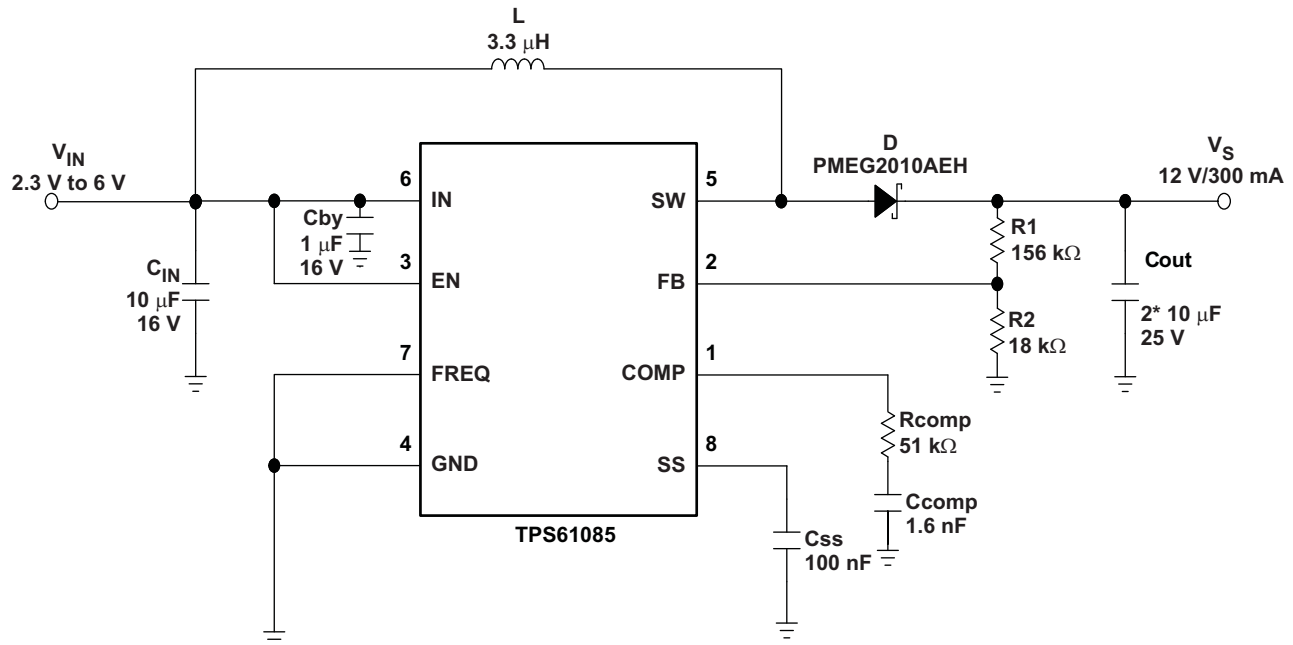 L
3.3 μH
V_IN
2.3 V to 6 V
C_IN
10 μF
16 V
Cby
1 μF
16 V
6
IN
3
EN
7
FREQ
4
GND
SW
5
FB
2
COMP
1
SS
8
TPS61085
D
PMEG2010AEH
V_S
12 V/300 mA
R1
156 kΩ
R2
18 kΩ
Cout
2* 10 μF
25 V
Rcomp
51 kΩ
Ccomp
1.6 nF
Css
100 nF